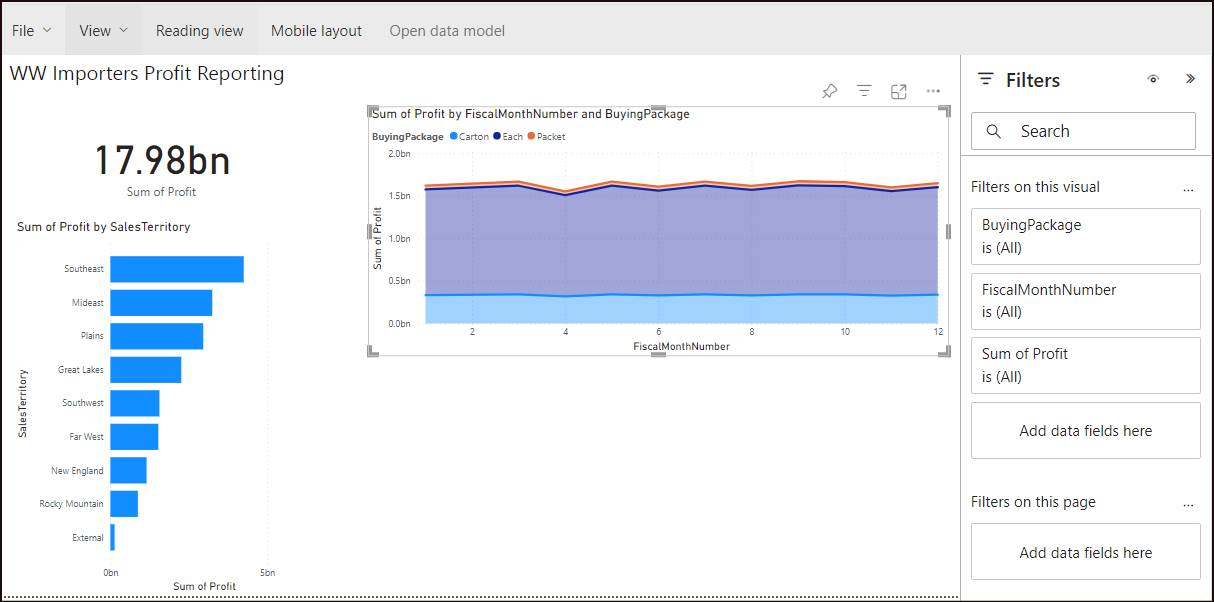 File View Reading view Mobile layout Open data model
WW Importers Profit Reporting
17.98bn
Sum of Profit
Sum of Profit by SalesTerritory
SalesTerritory
Southeast
Mideast
Plains
Great Lakes
Southwest
Far West
New England
Rocky Mountain
External
0bn 5bn
Sum of Profit
Sum of Profit by FiscalMonthNumber and BuyingPackage
BuyingPackage Carton Each Packet
Sum of Profit
2.0bn
1.5bn
1.0bn
0.5bn
0.0bn
2 4 6 8 10 12
FiscalMonthNumber
Filters
Search
Filters on this visual ...
BuyingPackage
is (All)
FiscalMonthNumber
is (All)
Sum of Profit
is (All)
Add data fields here
Filters on this page ...
Add data fields here